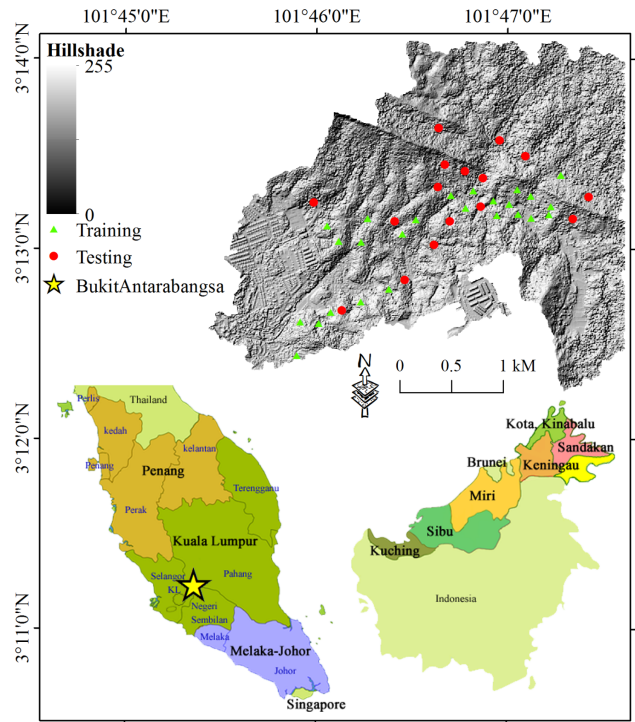 101°45'0"E
101°46'0"E
101°47'0"E
3°14'0"N
3°13'0"N
3°12'0"N
3°11'0"N
Hillshade
255
0
Training
Testing
BukitAntarabangsa
N
0
0.5
1 kM
Perlis
Thailand
kedah
kelantan
Penang
Penang
Terengganu
Perak
Kuala Lumpur
Selangor
Pahang
KL
Negeri
Sembilan
Melaka
Melaka-Johor
Johor
Singapore
Kota, Kinabalu
Sandakan
Brunei
Keningau
Miri
Sibu
Kuching
Indonesia